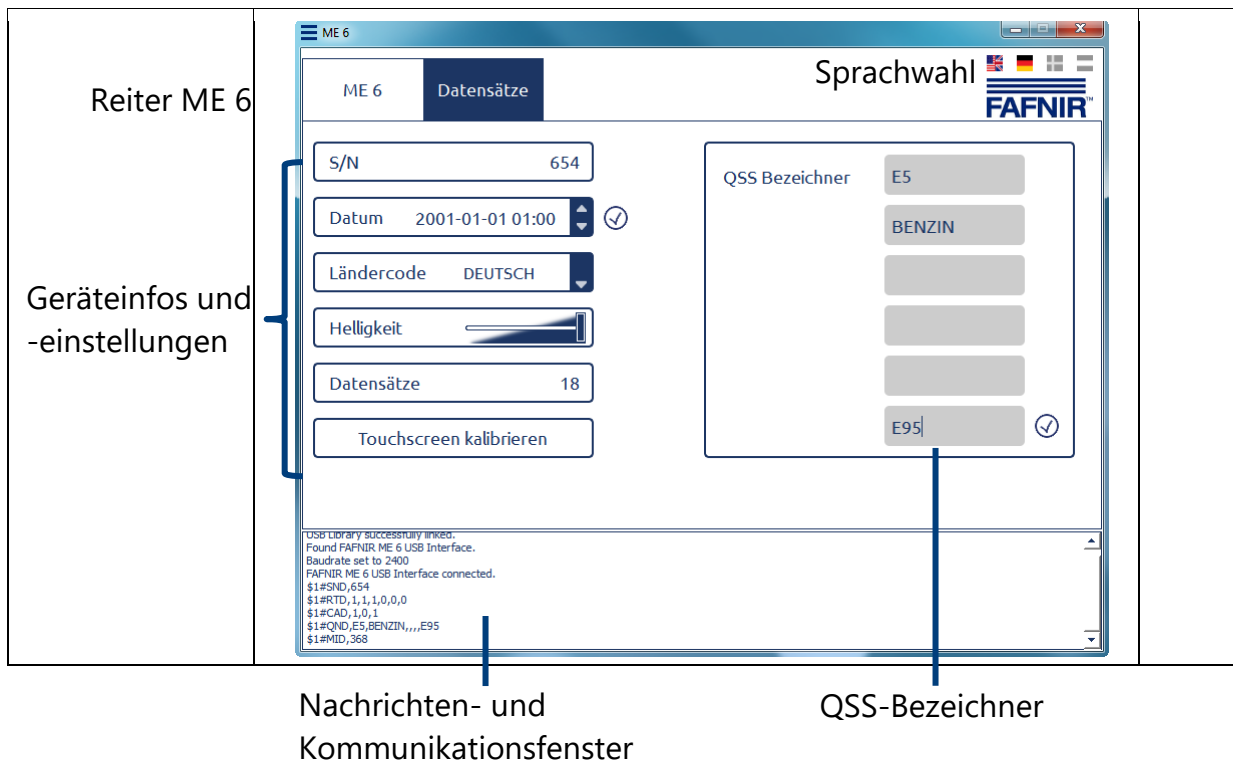 ME 6
Sprachwahl
FAFNIR™
Reiter ME 6
ME 6
Datensätze
S/N 654
Datum 2001-01-01 01:00
Ländercode DEUTSCH
Helligkeit
Datensätze 18
Touchscreen kalibrieren
Geräteinfos und
-einstellungen
QSS Bezeichner
E5
BENZIN
E95
USB Library successfully linked.
Found FAFNIR ME 6 USB Interface.
Baudrate set to 2400
FAFNIR ME 6 USB Interface connected.
$1#SND,654
$1#RTD,1,1,1,0,0,0
$1#CAD,1,0,1
$1#QND,E5,BENZIN,,,,E95
$1#MID,368
Nachrichten- und
Kommunikationsfenster
QSS-Bezeichner